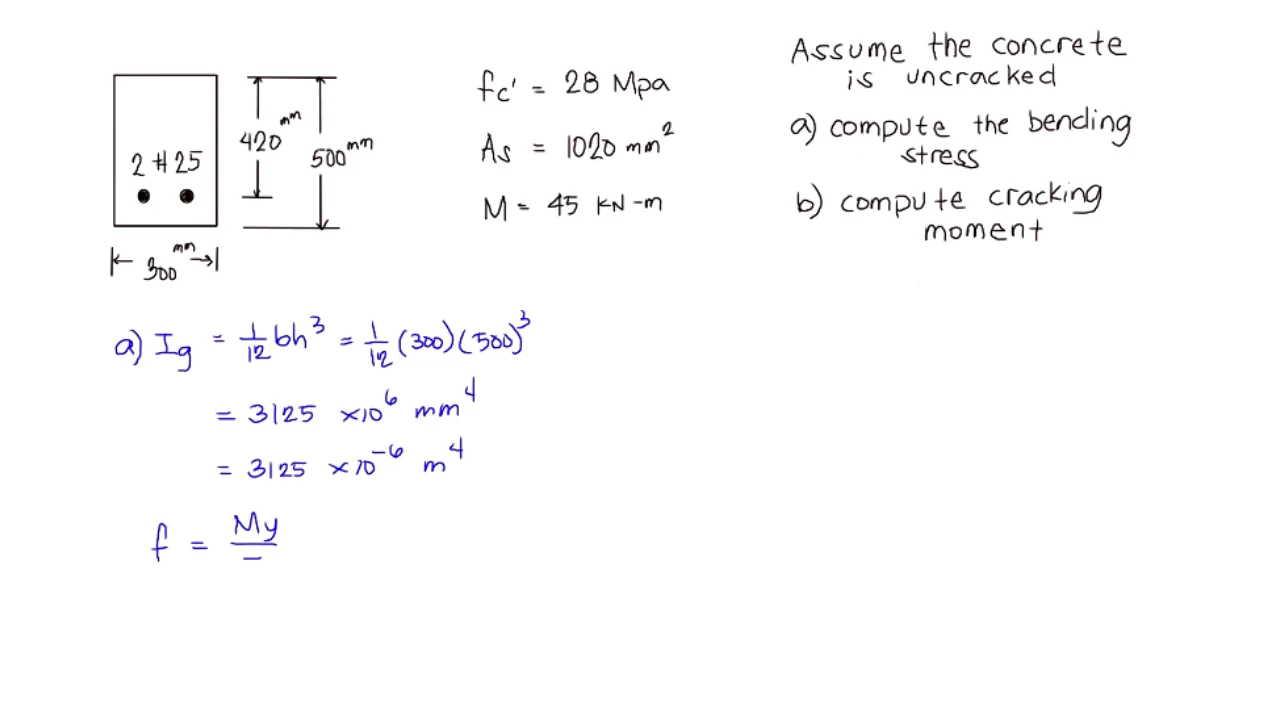 Assume the concrete
is uncracked
a) compute the bending
stress
b) compute cracking
moment
fc' = 28 Mpa
As = 1020 mm²
M = 45 KN-m
420 mm
500 mm
2 # 25
300 mm
a) Ig = 1/12 bh³ = 1/12 (300)(500)³
= 3125 ×10⁶ mm⁴
= 3125 ×10⁻⁶ m⁴
f = My